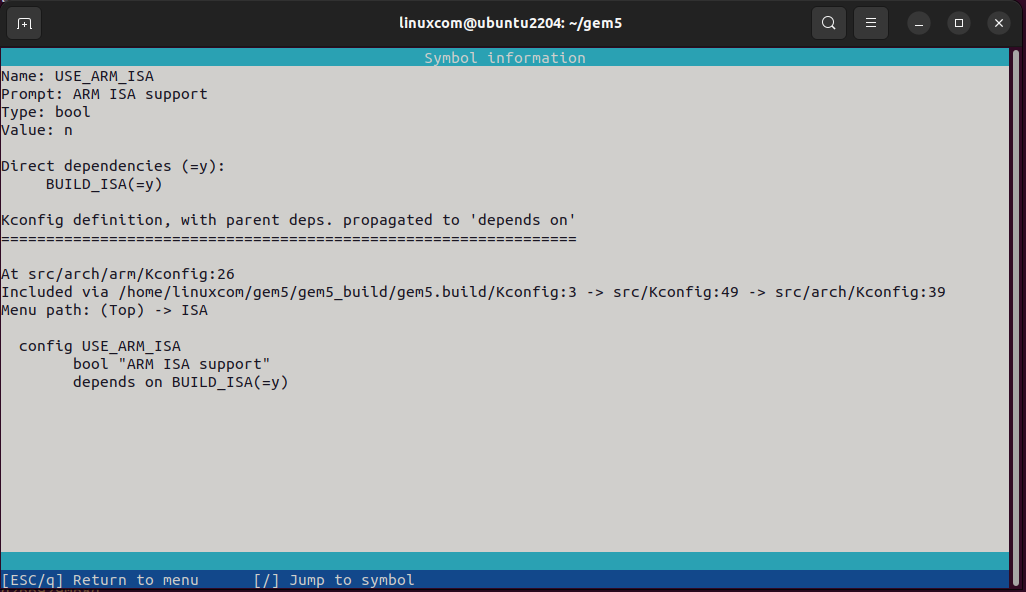 linuxcom@ubuntu2204: ~/gem5
Symbol information
Name: USE_ARM_ISA
Prompt: ARM ISA support
Type: bool
Value: n
Direct dependencies (=y):
BUILD_ISA(=y)
Kconfig definition, with parent deps. propagated to 'depends on'
================================================================
At src/arch/arm/Kconfig:26
Included via /home/linuxcom/gem5/gem5_build/gem5.build/Kconfig:3 -> src/Kconfig:49 -> src/arch/Kconfig:39
Menu path: (Top) -> ISA
config USE_ARM_ISA
bool "ARM ISA support"
depends on BUILD_ISA(=y)
[ESC/q] Return to menu [/] Jump to symbol